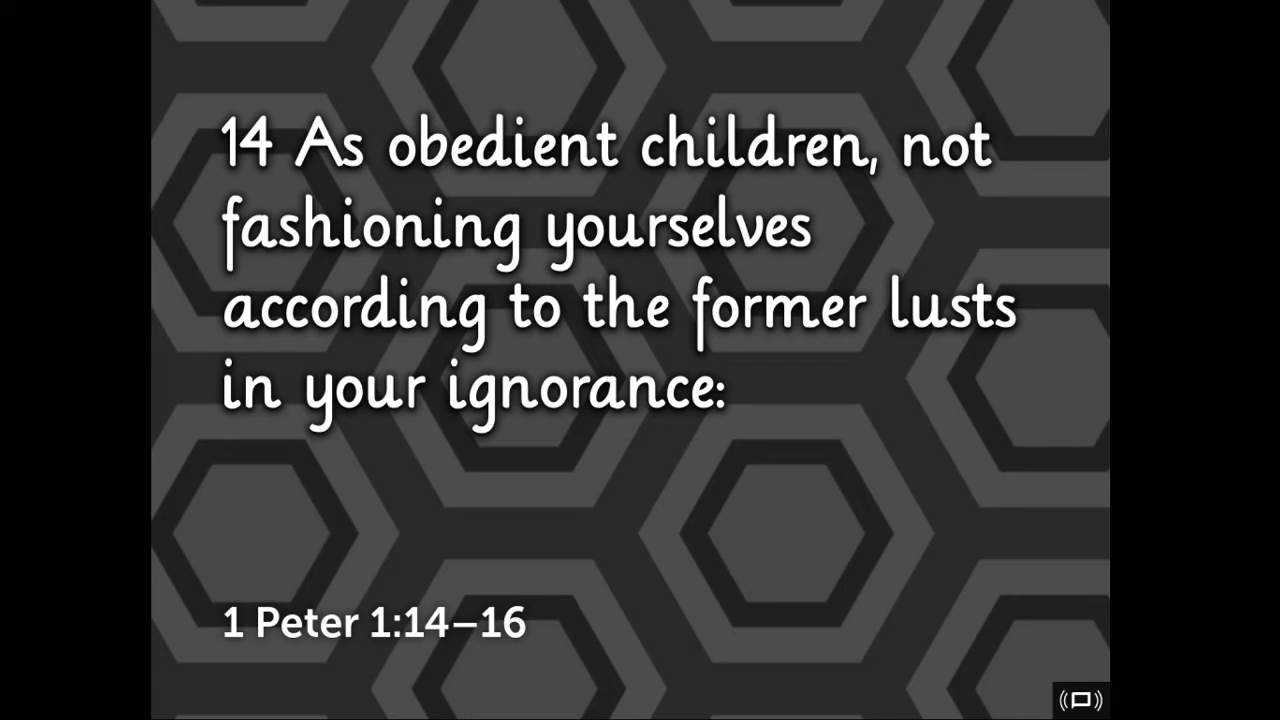 14 As obedient children, not
fashioning yourselves
according to the former lusts
in your ignorance:
1 Peter 1:14–16